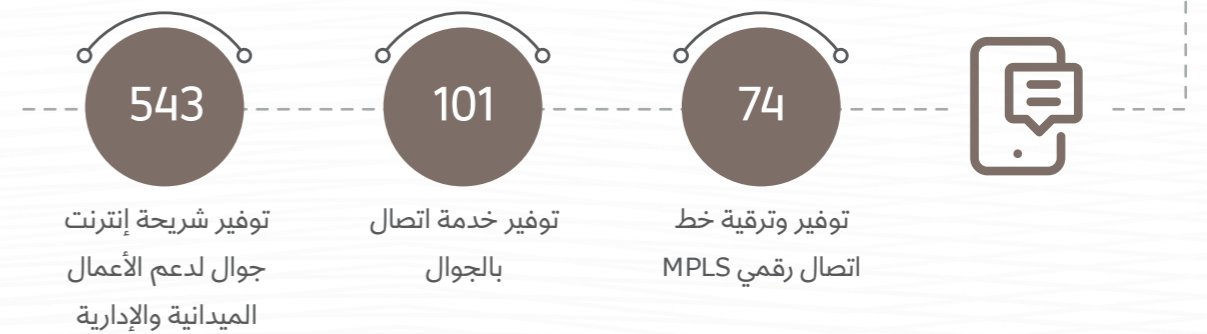 74
توفير وترقية خط
اتصال رقمي MPLS
101
توفير خدمة اتصال
بالجوال
543
توفير شريحة إنترنت
جوال لدعم الأعمال
الميدانية والإدارية